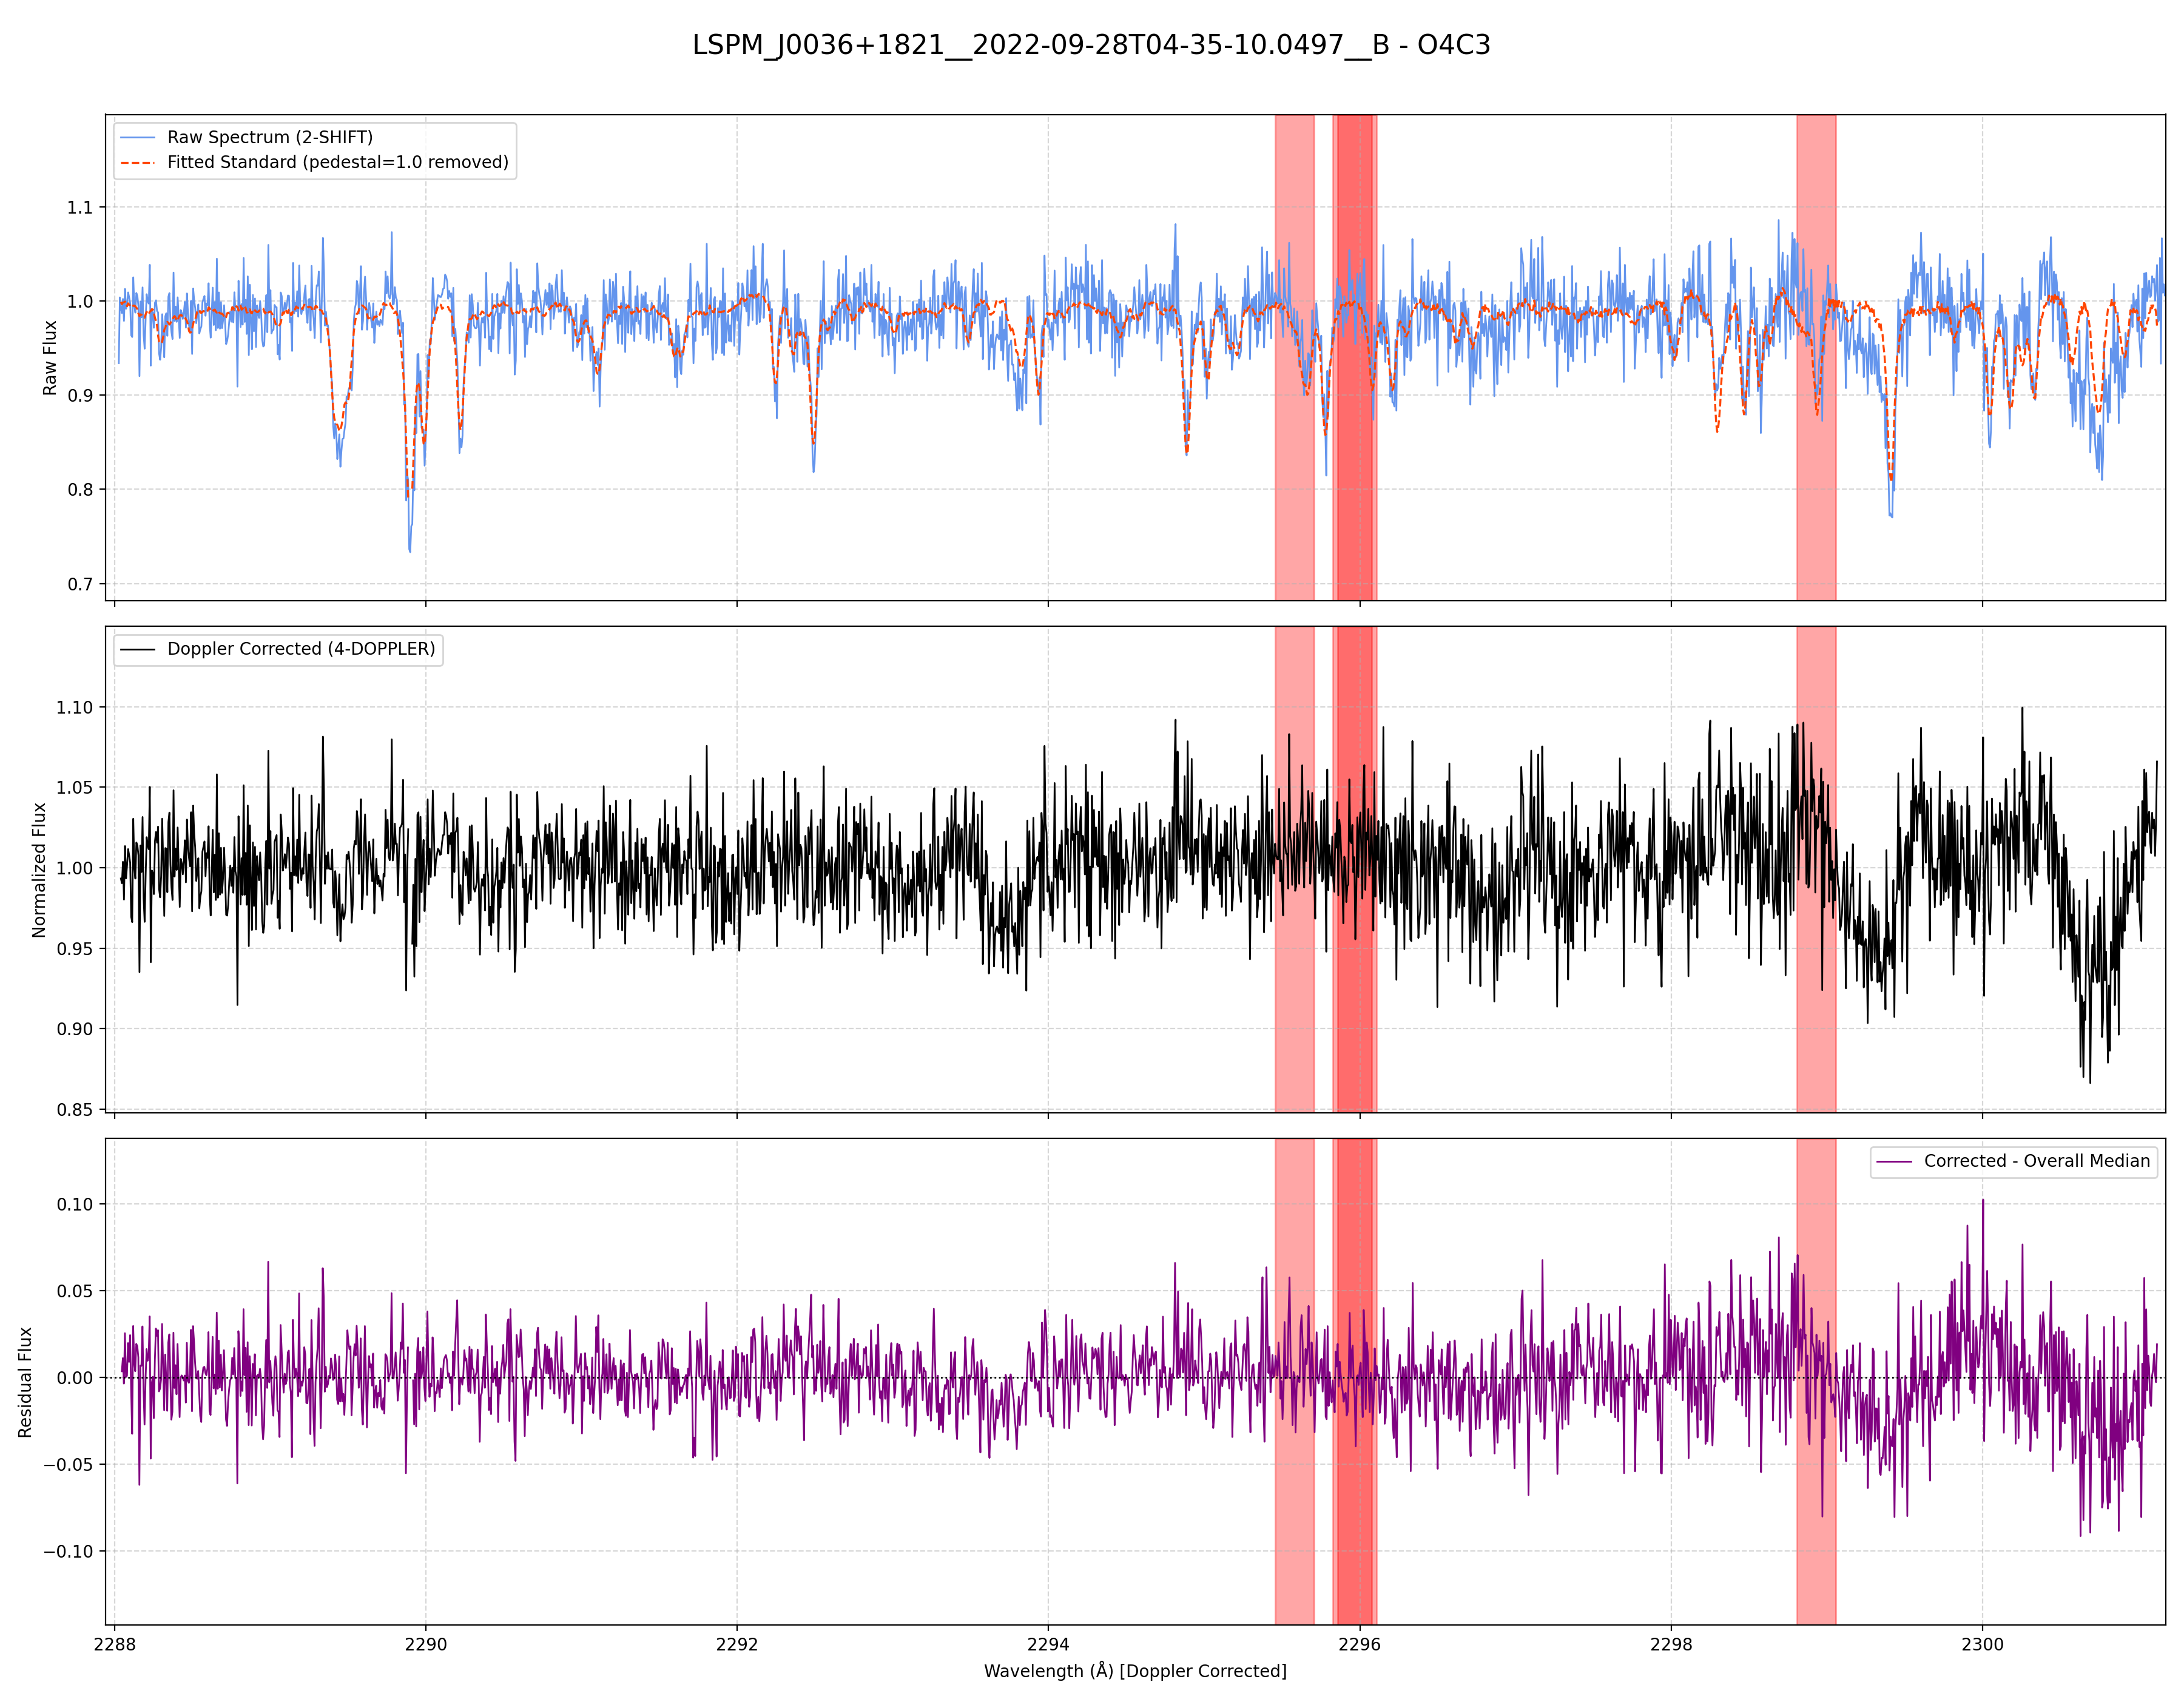 LSPM_J0036+1821__2022-09-28T04-35-10.0497__B - O4C3
Raw Spectrum (2-SHIFT)
Fitted Standard (pedestal=1.0 removed)
1.1
1.0
0.9
0.8
0.7
Raw Flux
Doppler Corrected (4-DOPPLER)
1.10
1.05
1.00
0.95
0.90
0.85
Normalized Flux
Corrected - Overall Median
0.10
0.05
0.00
−0.05
−0.10
Residual Flux
2288 2290 2292 2294 2296 2298 2300
Wavelength (Å) [Doppler Corrected]